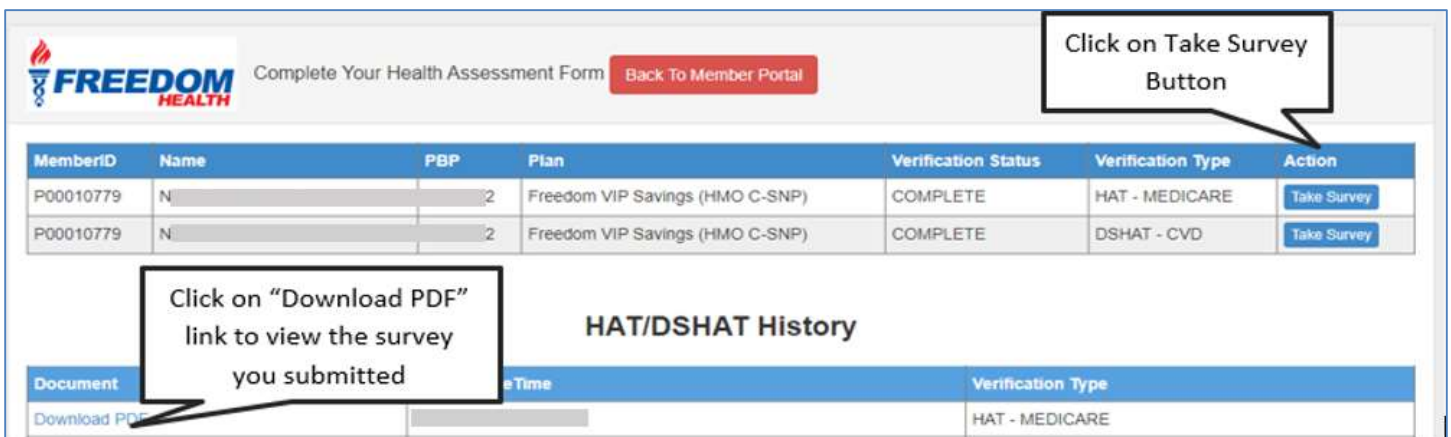 Click on Take Survey
Button
FREEDOM
HEALTH
Complete Your Health Assessment Form Back To Member Portal
MemberID Name PBP Plan Verification Status Verification Type Action
P00010779 N 2 Freedom VIP Savings (HMO C-SNP) COMPLETE HAT - MEDICARE Take Survey
P00010779 N 2 Freedom VIP Savings (HMO C-SNP) COMPLETE DSHAT - CVD Take Survey
Click on “Download PDF”
link to view the survey
you submitted
HAT/DSHAT History
Document eTime Verification Type
Download PDF HAT - MEDICARE